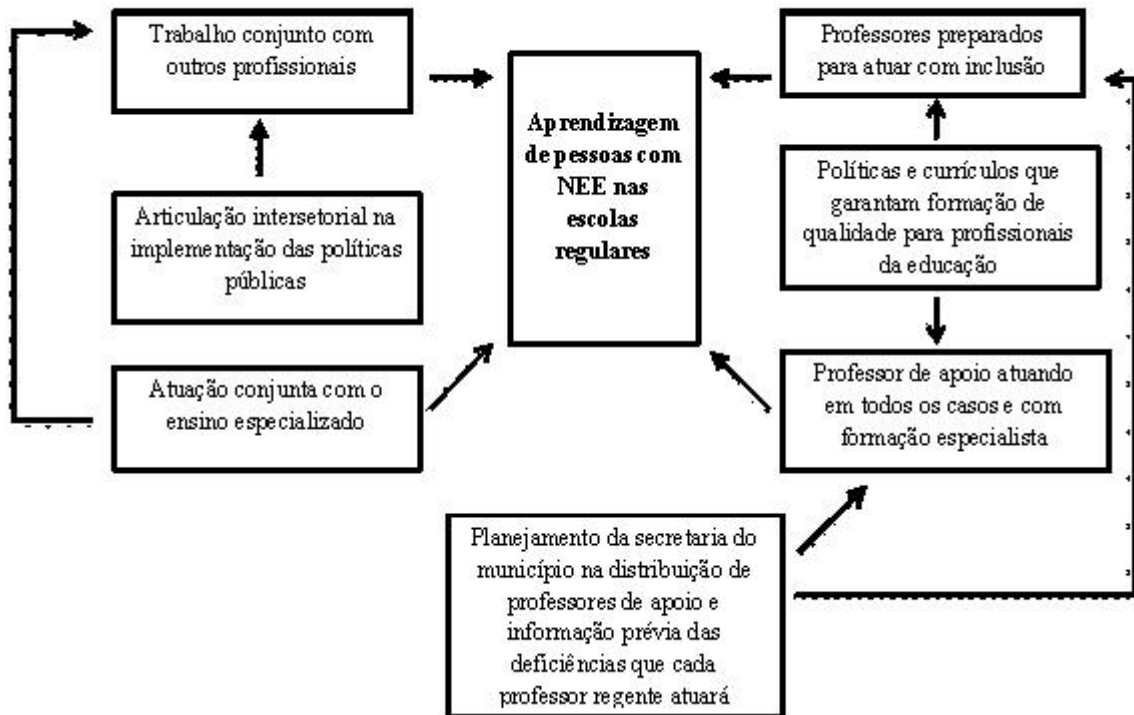 Trabalho conjunto com
outros profissionais
Articulação intersetorial na
implementação das políticas
públicas
Atuação conjunta com o
ensino especializado
Aprendizagem
de pessoas com
NEE nas
escolas
regulares
Professores preparados
para atuar com inclusão
Políticas e currículos que
garantam formação de
qualidade para profissionais
da educação
Professor de apoio atuando
em todos os casos e com
formação especialista
Planejamento da secretaria do
município na distribuição de
professores de apoio e
informação prévia das
deficiências que cada
professor regente atuará